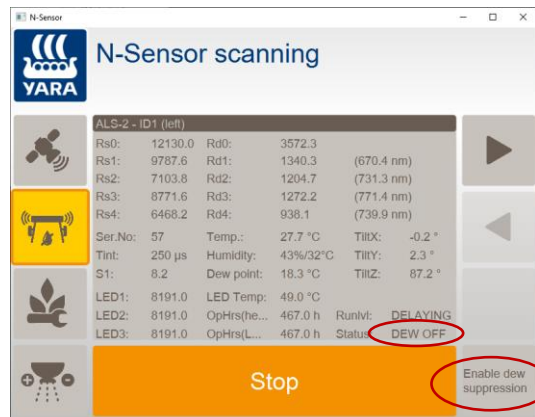 N-Sensor
N-Sensor scanning
YARA
ALS-2 - ID1 (left)
Rs0: 12130.0 Rd0: 3572.3
Rs1: 9787.6 Rd1: 1340.3 (670.4 nm)
Rs2: 7103.8 Rd2: 1204.7 (731.3 nm)
Rs3: 8771.6 Rd3: 1272.2 (771.4 nm)
Rs4: 6468.2 Rd4: 938.1 (739.9 nm)
Ser.No: 57 Temp.: 27.7 °C TiltX: -0.2 °
Tint: 250 µs Humidity: 43%/32°C TiltY: 2.3 °
S1: 8.2 Dew point: 18.3 °C TiltZ: 87.2 °
LED1: 8191.0 LED Temp: 49.0 °C
LED2: 8191.0 OpHrs(he... 467.0 h Runlvl: DELAYING
LED3: 8191.0 OpHrs(L... 467.0 h Status: DEW OFF
Stop
Enable dew
suppression